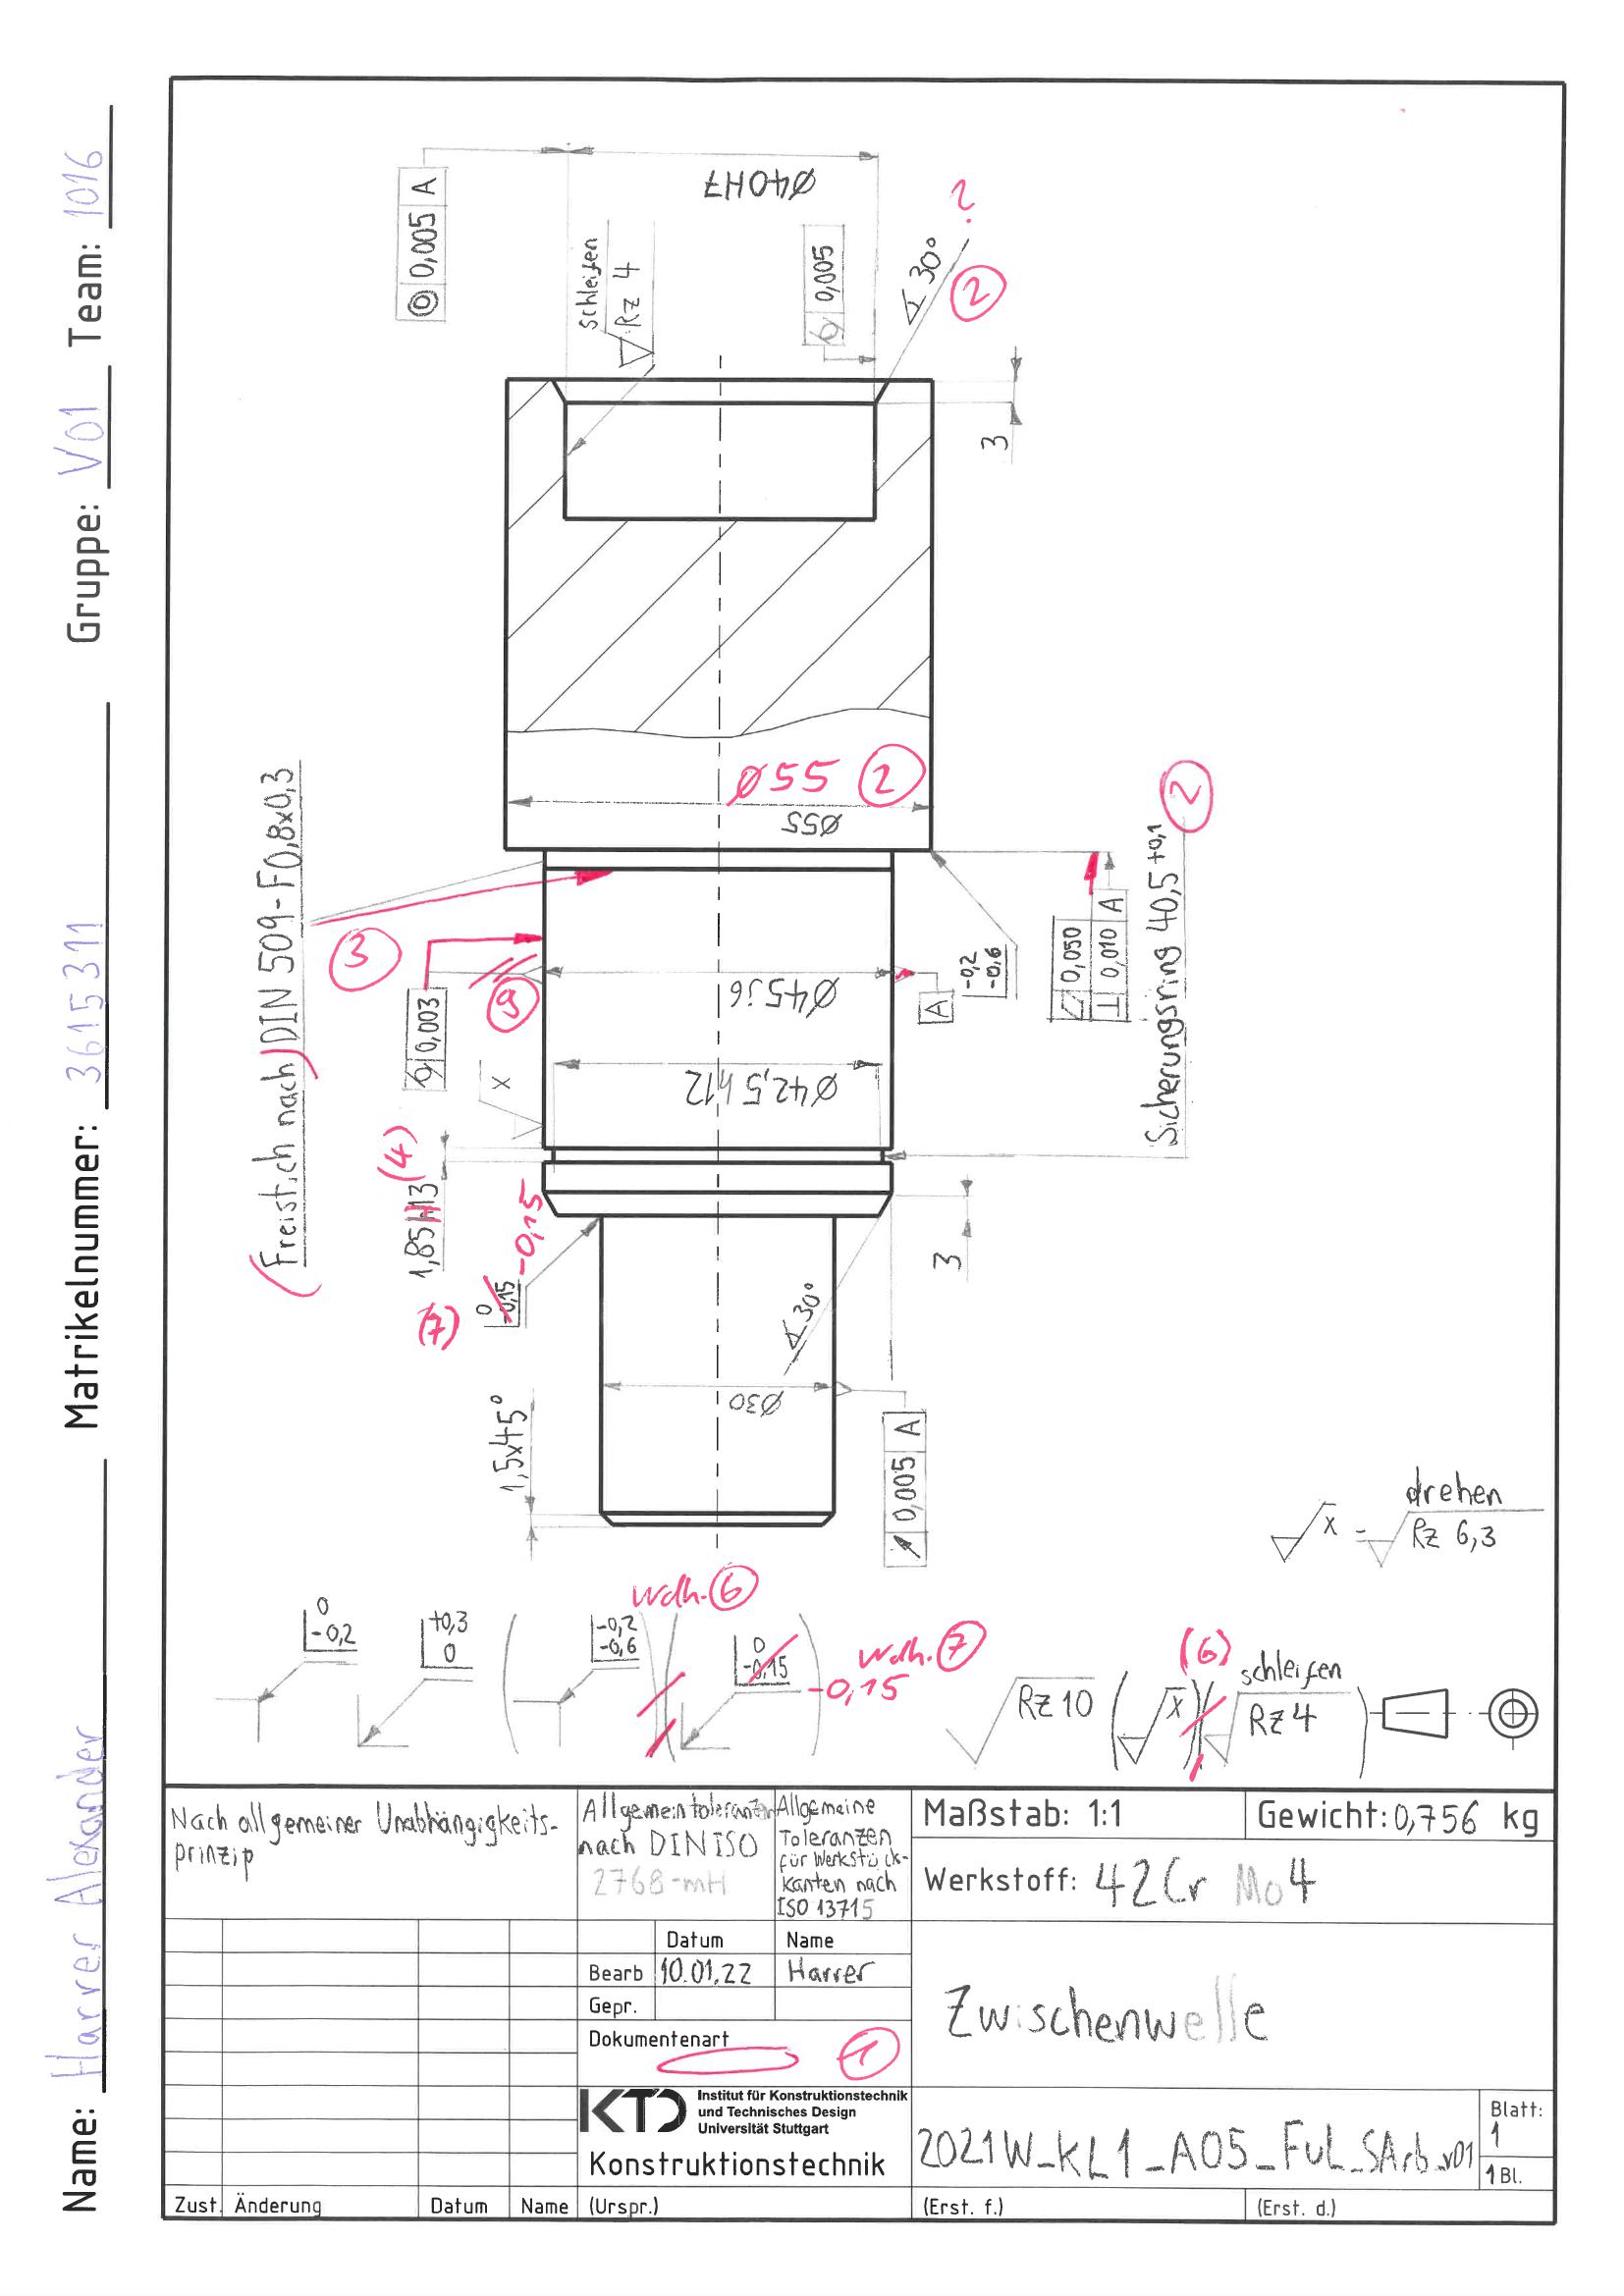 Name: Harrer Alexander Matrikelnummer: 3615311 Gruppe: V01 Team: 1016
◎ 0,005 A
Ø40H7
schleifen
Rz 4
0,005
∢30°
?
2
3
Ø55 2
Ø55
Freistich nach DIN 509-F0,8x0,3
3
0,003
9
Ø45j6
A
-0,2
-0,6
0,050
⊥ 0,010 A
Sicherungsring 40,5 +0,1
2
x
Ø42,5 h12
1,85H13
(4)
0
-0,15
-0,15
(7)
3
∢30°
Ø30
1,5x45°
0,005 A
x = drehen
Rz 6,3
wdh. 6
0
-0,2
+0,3
0
-0,2
-0,6
0
-0,15
-0,15
wdh. 7
Rz 10
x
(6)
schleifen
Rz 4
Nach allgemeiner Unabhängigkeits-
prinzip
Allgemeintoleranzen
nach DIN ISO
2768-mH
Allgemeine
Toleranzen
für Werkstück-
kanten nach
ISO 13715
Maßstab: 1:1
Gewicht: 0,756 kg
Werkstoff: 42CrMo4
Datum Name
Bearb 10.01.22 Harrer
Gepr.
Dokumentenart
1
Zwischenwelle
KTD
Institut für Konstruktionstechnik
und Technisches Design
Universität Stuttgart
Konstruktionstechnik
2021W_KL1_A05_FuL_SArb_v01
Blatt:
1
1 Bl.
Zust. Änderung Datum Name (Urspr.) (Erst. f.) (Erst. d.)